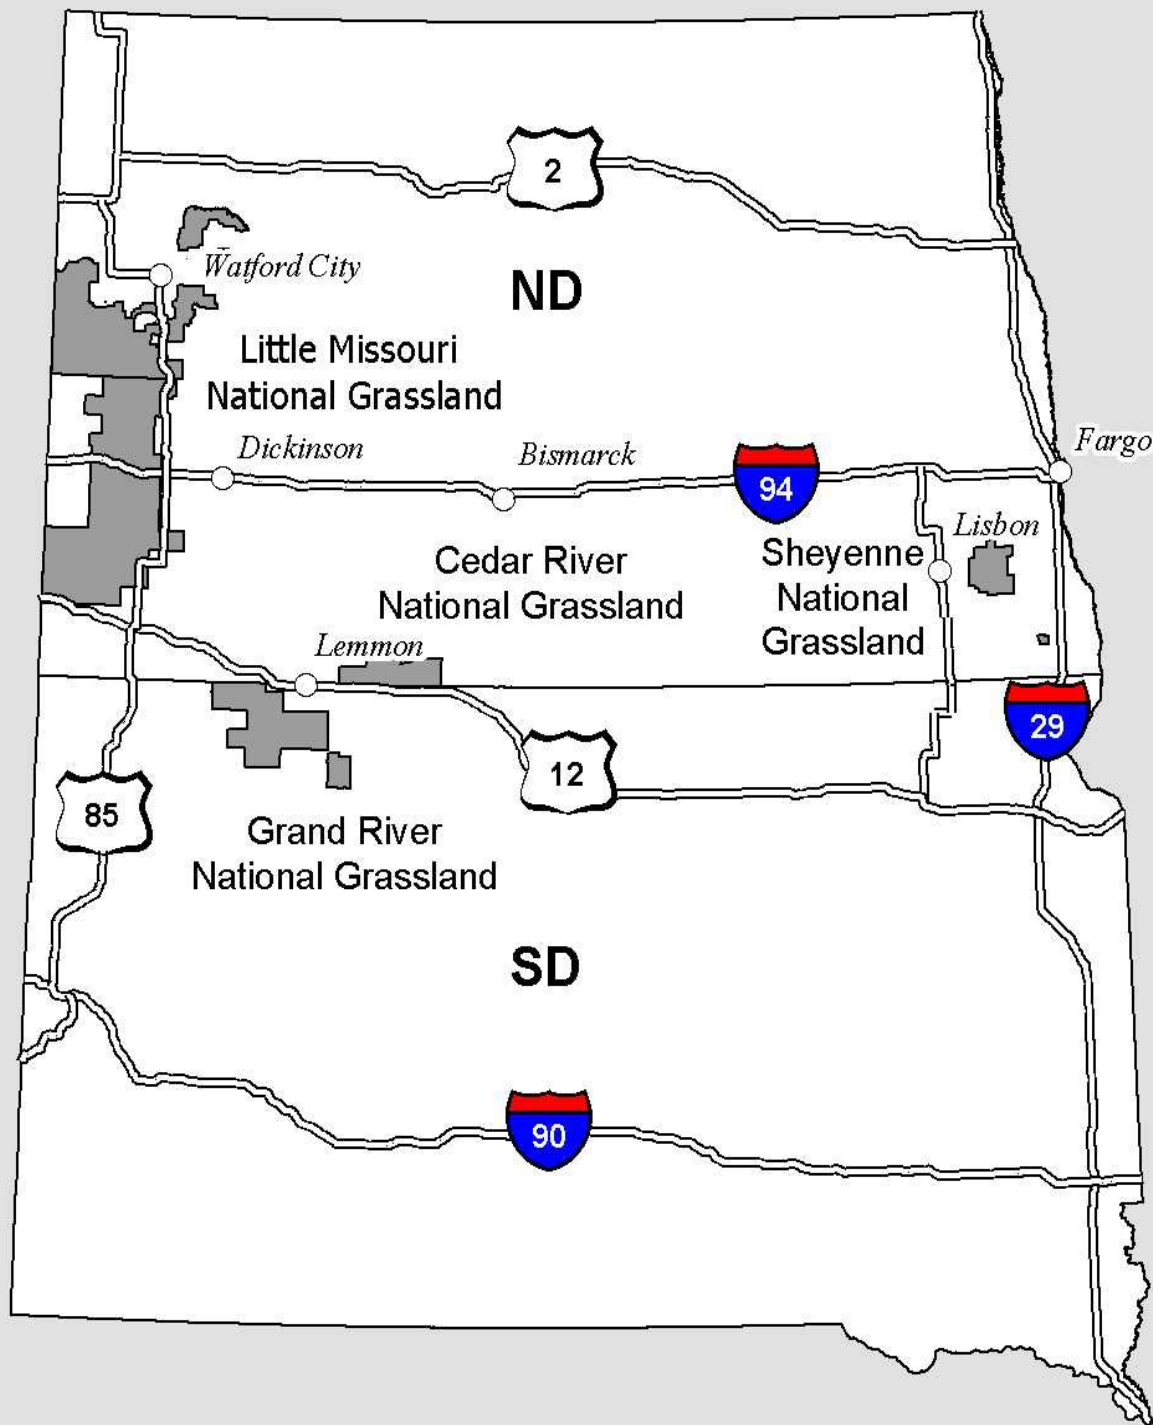 2
Watford City
ND
Little Missouri
National Grassland
Dickinson
Bismarck
Fargo
94
Lisbon
Cedar River
National Grassland
Sheyenne
National
Grassland
Lemmon
29
12
85
Grand River
National Grassland
SD
90